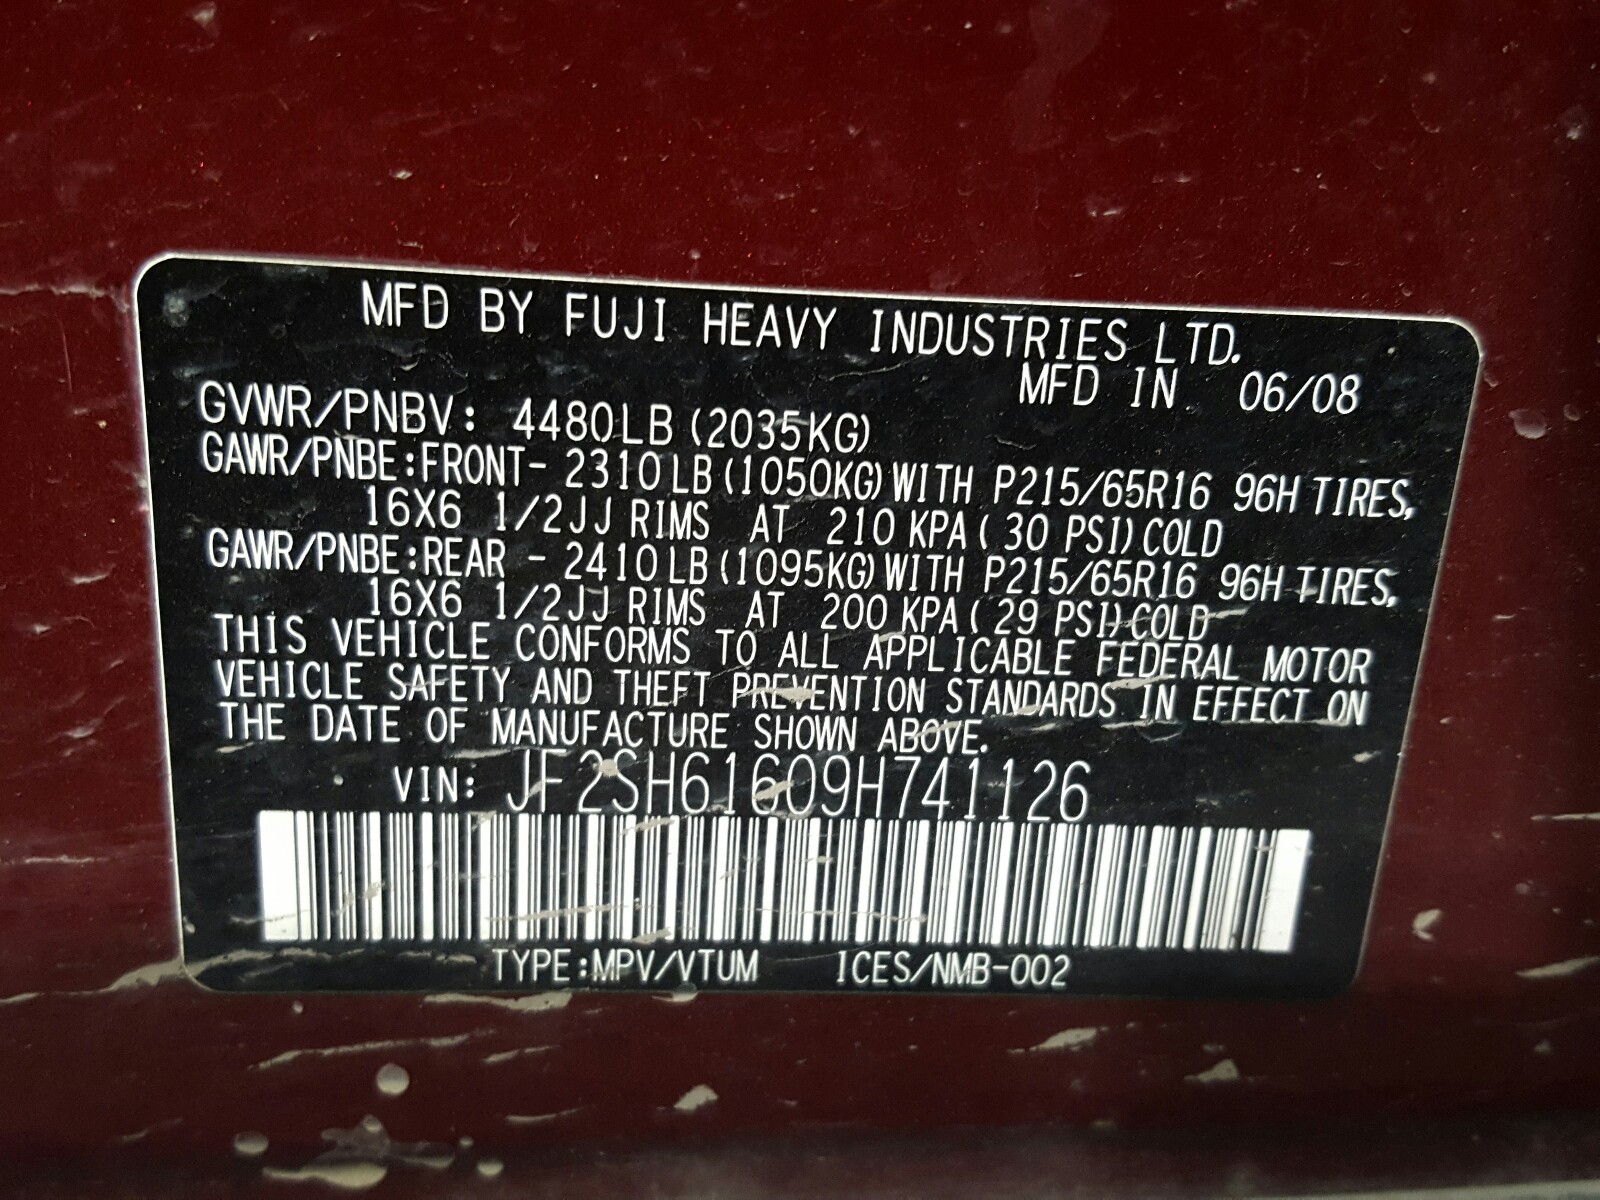 MFD BY FUJI HEAVY INDUSTRIES LTD.
MFD IN 06/08
GVWR/PNBV: 4480LB (2035KG)
GAWR/PNBE:FRONT- 2310LB(1050KG)WITH P215/65R16 96H TIRES,
16X6 1/2JJ RIMS AT 210 KPA ( 30 PSI) COLD
GAWR/PNBE:REAR - 2410LB(1095KG)WITH P215/65R16 96H TIRES,
16X6 1/2JJ RIMS AT 200 KPA ( 29 PSI) COLD
THIS VEHICLE CONFORMS TO ALL APPLICABLE FEDERAL MOTOR
VEHICLE SAFETY AND THEFT PREVENTION STANDARDS IN EFFECT ON
THE DATE OF MANUFACTURE SHOWN ABOVE.
VIN: JF2SH61609H741126
TYPE:MPV/VTUM ICES/NMB-002